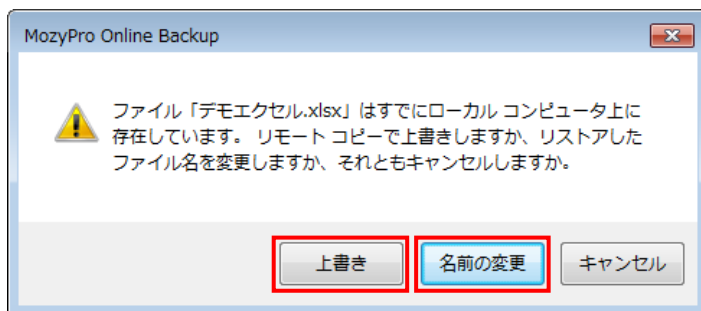 MozyPro Online Backup
ファイル「デモエクセル.xlsx」はすでにローカル コンピュータ上に
存在しています。 リモート コピーで上書きしますか、リストアした
ファイル名を変更しますか、それともキャンセルしますか。
上書き
名前の変更
キャンセル